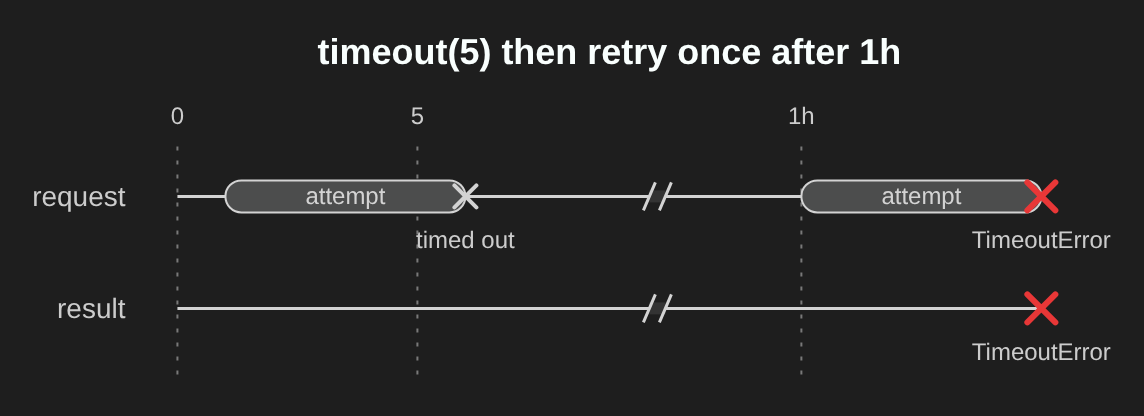 timeout(5) then retry once after 1h
0 5 1h
request attempt attempt
timed out TimeoutError
result
TimeoutError